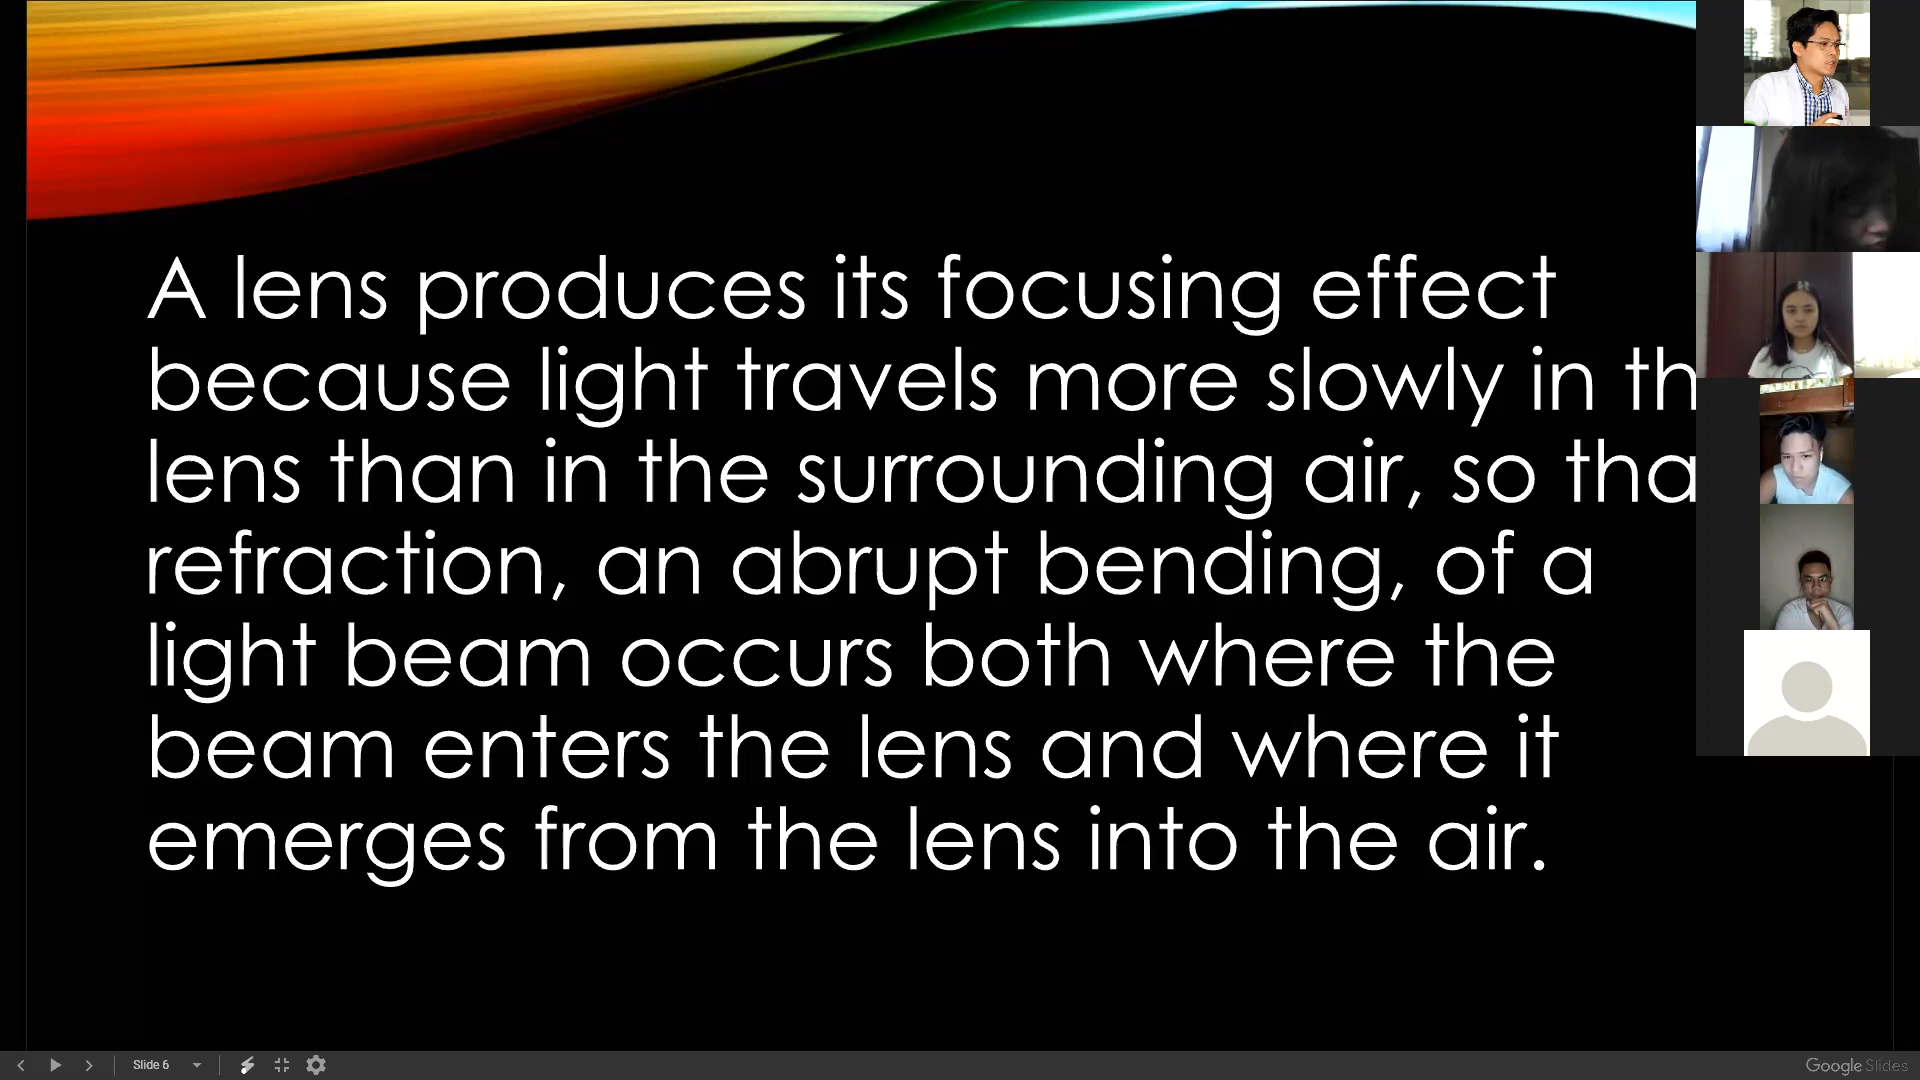 A lens produces its focusing effect
because light travels more slowly in th
lens than in the surrounding air, so tha
refraction, an abrupt bending, of a
light beam occurs both where the
beam enters the lens and where it
emerges from the lens into the air.
Slide 6
Google Slides